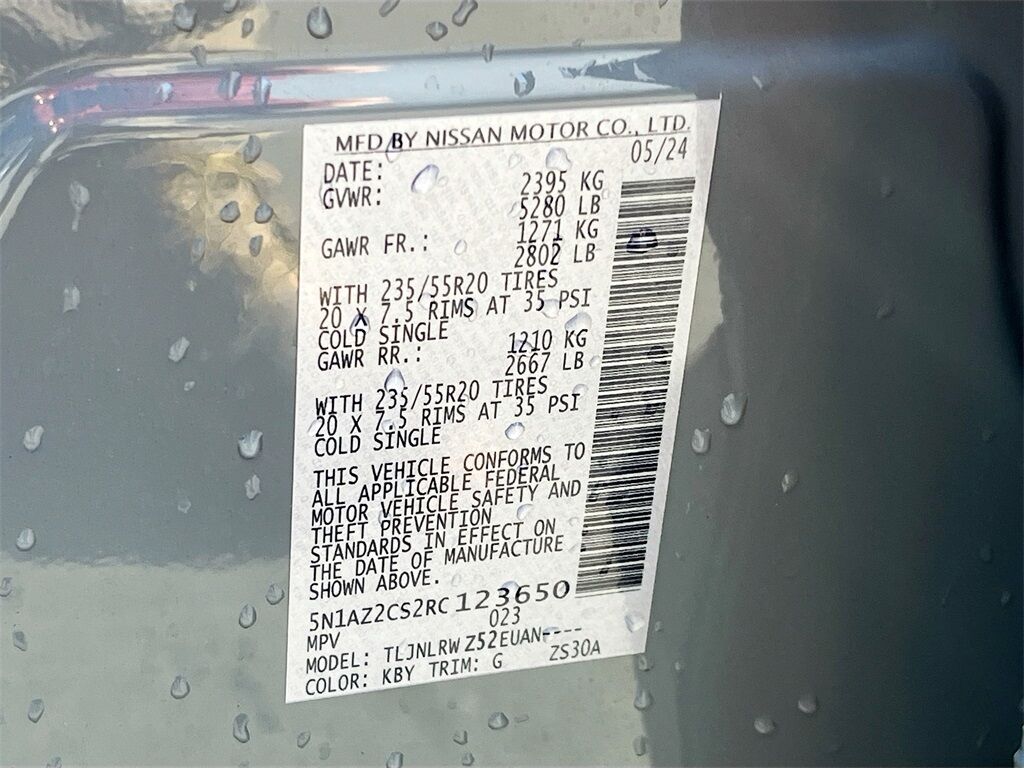 MFD BY NISSAN MOTOR CO., LTD.
DATE: 05/24
GVWR: 2395 KG
5280 LB
GAWR FR.: 1271 KG
2802 LB
WITH 235/55R20 TIRES
20 X 7.5 RIMS AT 35 PSI
COLD SINGLE
GAWR RR.: 1210 KG
2667 LB
WITH 235/55R20 TIRES
20 X 7.5 RIMS AT 35 PSI
COLD SINGLE
THIS VEHICLE CONFORMS TO
ALL APPLICABLE FEDERAL
MOTOR VEHICLE SAFETY AND
THEFT PREVENTION
STANDARDS IN EFFECT ON
THE DATE OF MANUFACTURE
SHOWN ABOVE.
5N1AZ2CS2RC123650
MPV 023
MODEL: TLJNLRWZ52EUAN----
COLOR: KBY TRIM: G ZS30A